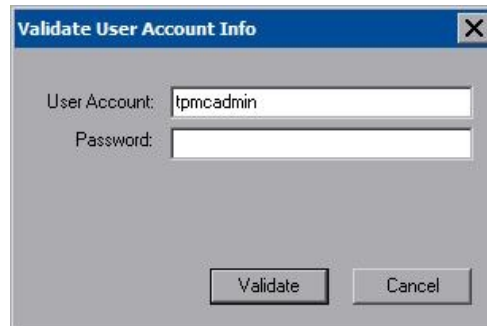 Validate User Account Info
User Account: tpmcadmin
Password:
Validate Cancel